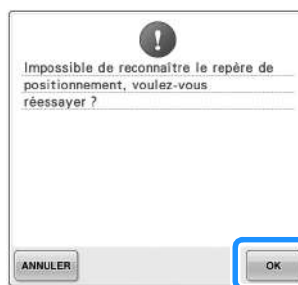 Impossible de reconnaître le repère de
positionnement, voulez-vous
réessayer ?
ANNULER
OK